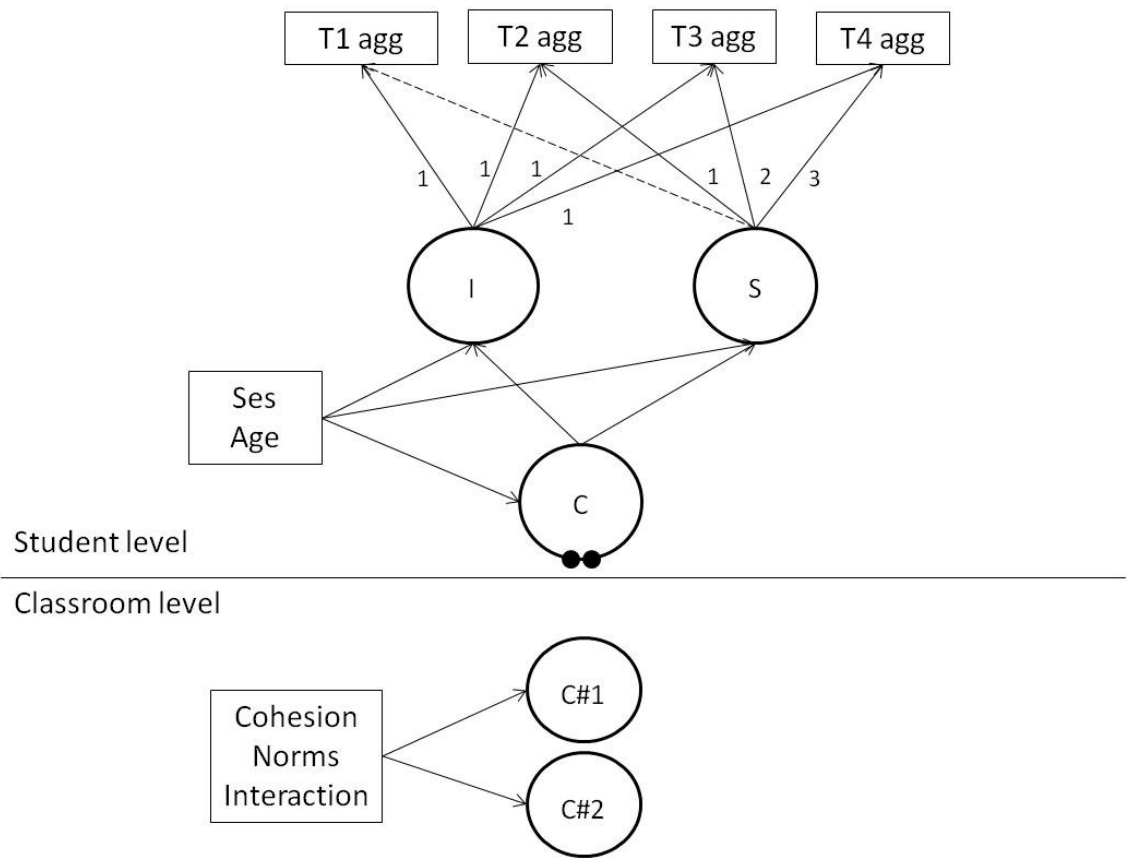 T1 agg
T2 agg
T3 agg
T4 agg
1
1
1
1
1
2
3
I
S
Ses
Age
C
Student level
Classroom level
C#1
Cohesion
Norms
Interaction
C#2